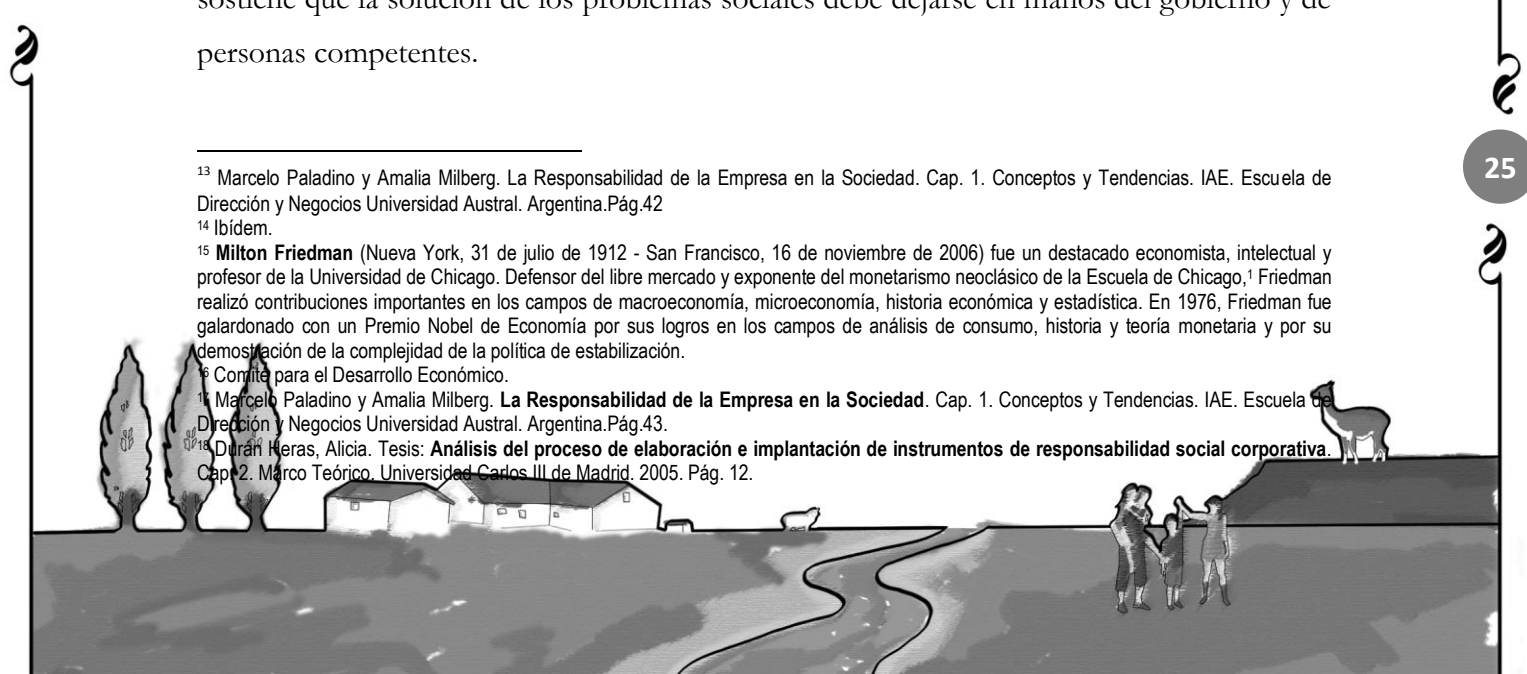 sostiene que la solución de los problemas sociales debe dejarse en manos del gobierno y de
personas competentes.
25
¹³ Marcelo Paladino y Amalia Milberg. La Responsabilidad de la Empresa en la Sociedad. Cap. 1. Conceptos y Tendencias. IAE. Escuela de
Dirección y Negocios Universidad Austral. Argentina.Pág.42
¹⁴ Ibídem.
¹⁵ Milton Friedman (Nueva York, 31 de julio de 1912 - San Francisco, 16 de noviembre de 2006) fue un destacado economista, intelectual y
profesor de la Universidad de Chicago. Defensor del libre mercado y exponente del monetarismo neoclásico de la Escuela de Chicago,¹ Friedman
realizó contribuciones importantes en los campos de macroeconomía, microeconomía, historia económica y estadística. En 1976, Friedman fue
galardonado con un Premio Nobel de Economía por sus logros en los campos de análisis de consumo, historia y teoría monetaria y por su
demostración de la complejidad de la política de estabilización.
¹⁶ Comité para el Desarrollo Económico.
¹⁷ Marcelo Paladino y Amalia Milberg. La Responsabilidad de la Empresa en la Sociedad. Cap. 1. Conceptos y Tendencias. IAE. Escuela de
Dirección y Negocios Universidad Austral. Argentina.Pág.43.
¹⁸ Durán Heras, Alicia. Tesis: Análisis del proceso de elaboración e implantación de instrumentos de responsabilidad social corporativa.
Cap. 2. Marco Teórico. Universidad Carlos III de Madrid. 2005. Pág. 12.